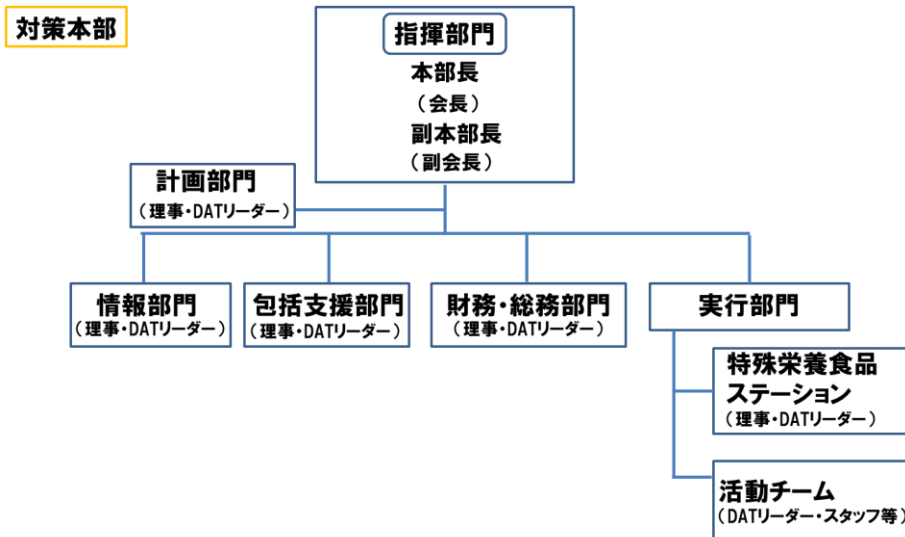 対策本部
指揮部門
本部長
(会長)
副本部長
(副会長)
計画部門
(理事・DATリーダー)
情報部門
(理事・DATリーダー)
包括支援部門
(理事・DATリーダー)
財務・総務部門
(理事・DATリーダー)
実行部門
特殊栄養食品
ステーション
(理事・DATリーダー)
活動チーム
(DATリーダー・スタッフ等)